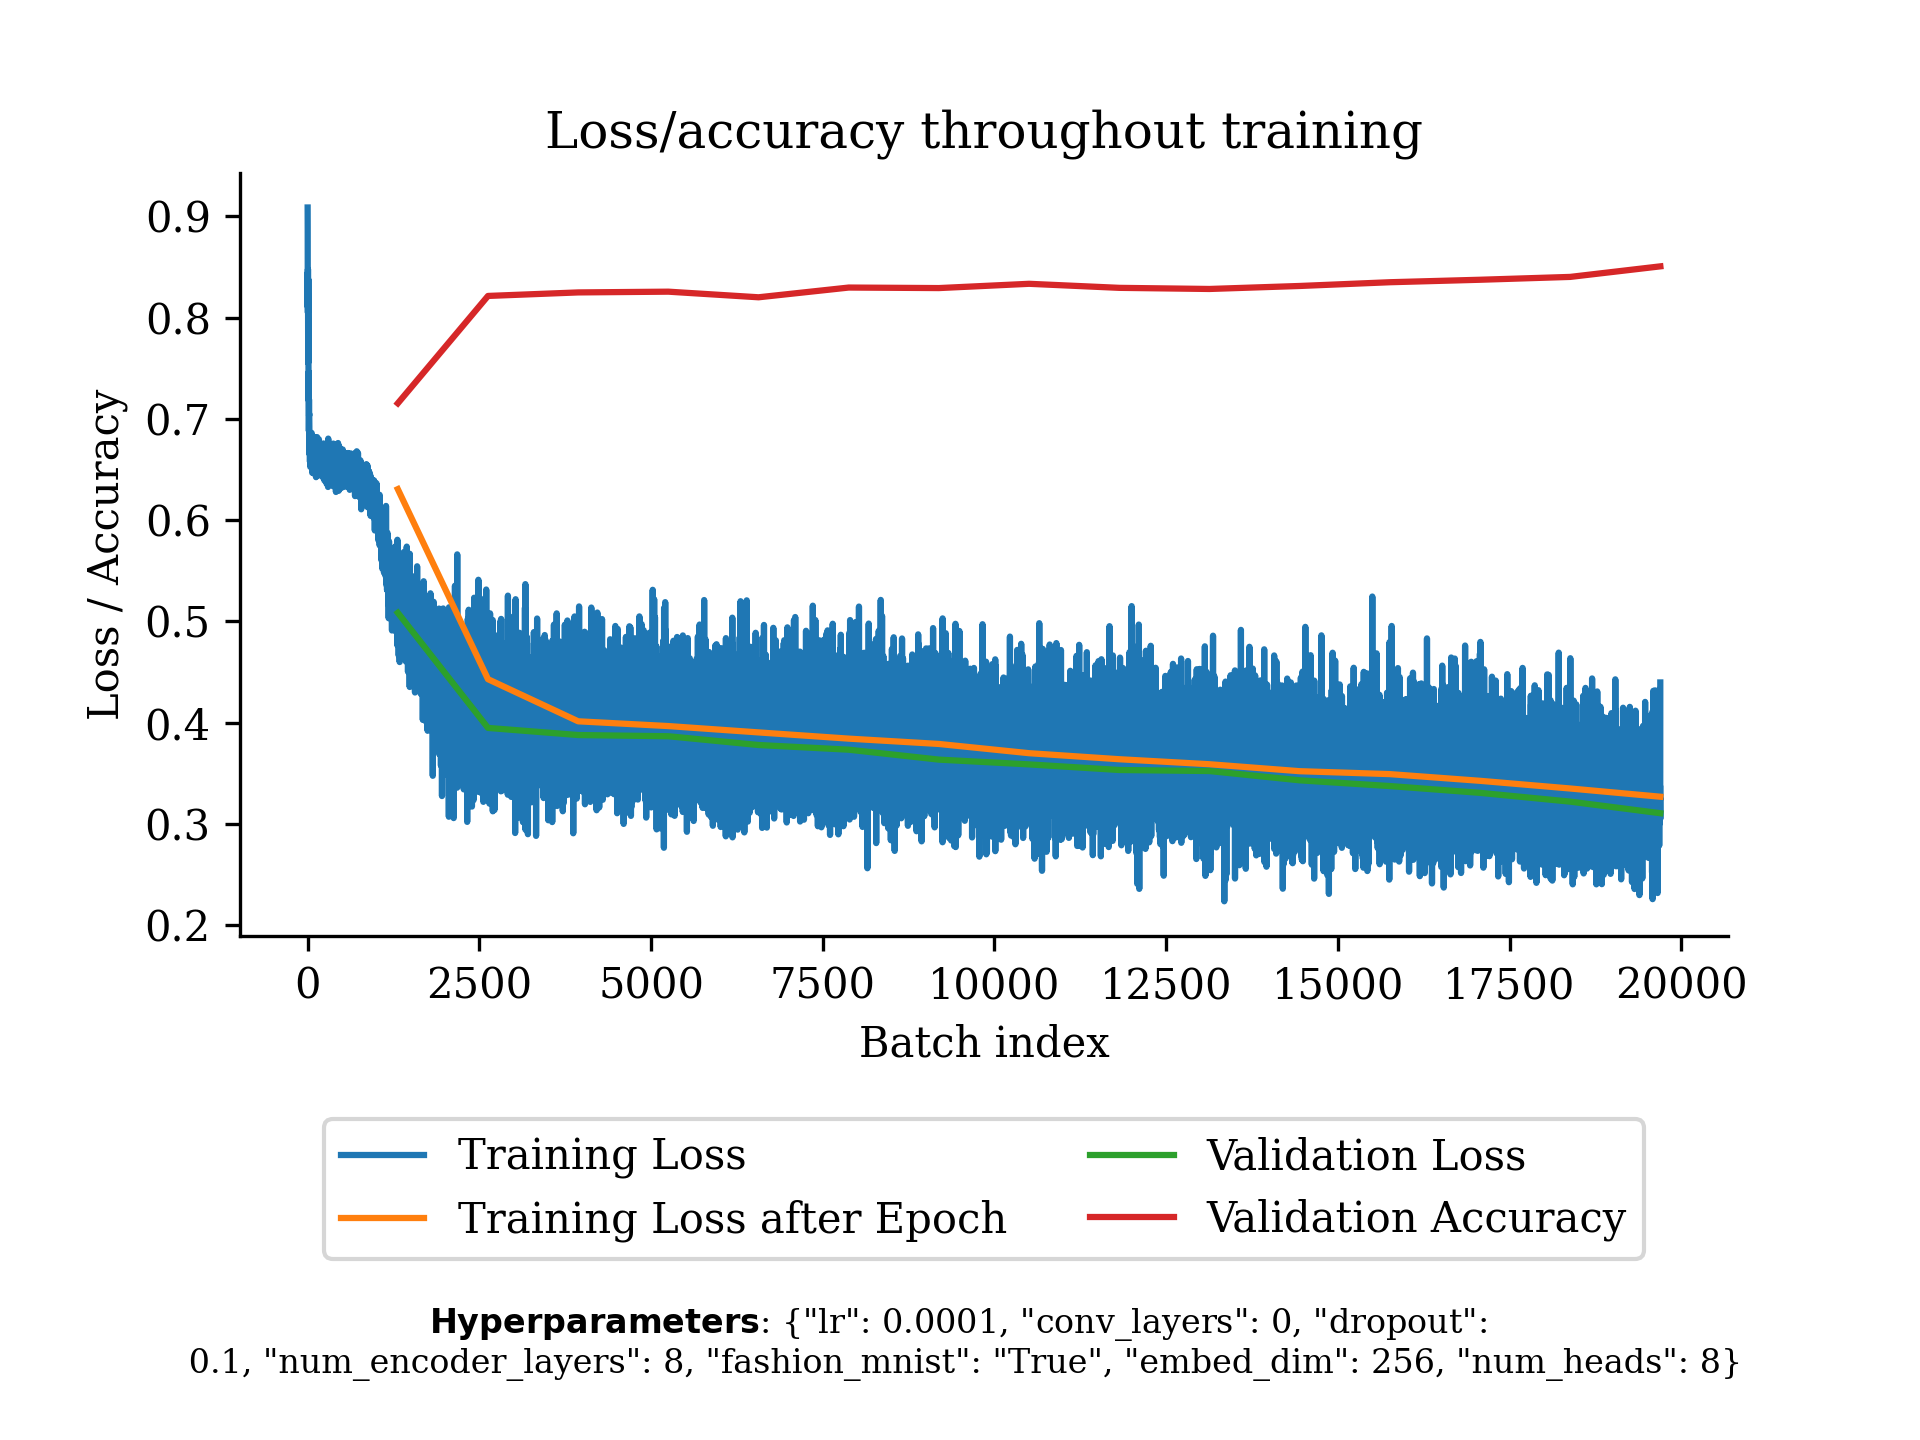 Loss/accuracy throughout training
Loss / Accuracy
0.9
0.8
0.7
0.6
0.5
0.4
0.3
0.2
0 2500 5000 7500 10000 12500 15000 17500 20000
Batch index
Training Loss
Training Loss after Epoch
Validation Loss
Validation Accuracy
Hyperparameters: {"lr": 0.0001, "conv_layers": 0, "dropout":
0.1, "num_encoder_layers": 8, "fashion_mnist": "True", "embed_dim": 256, "num_heads": 8}